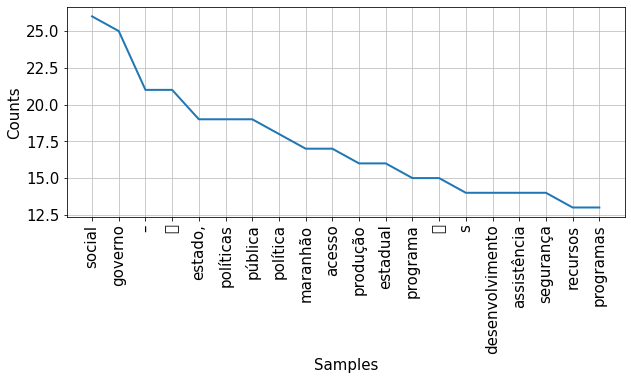 25.0
22.5
20.0
17.5
15.0
12.5
Counts
social
governo
–
estado,
políticas
pública
política
maranhão
acesso
produção
estadual
programa
s
desenvolvimento
assistência
segurança
recursos
programas
Samples